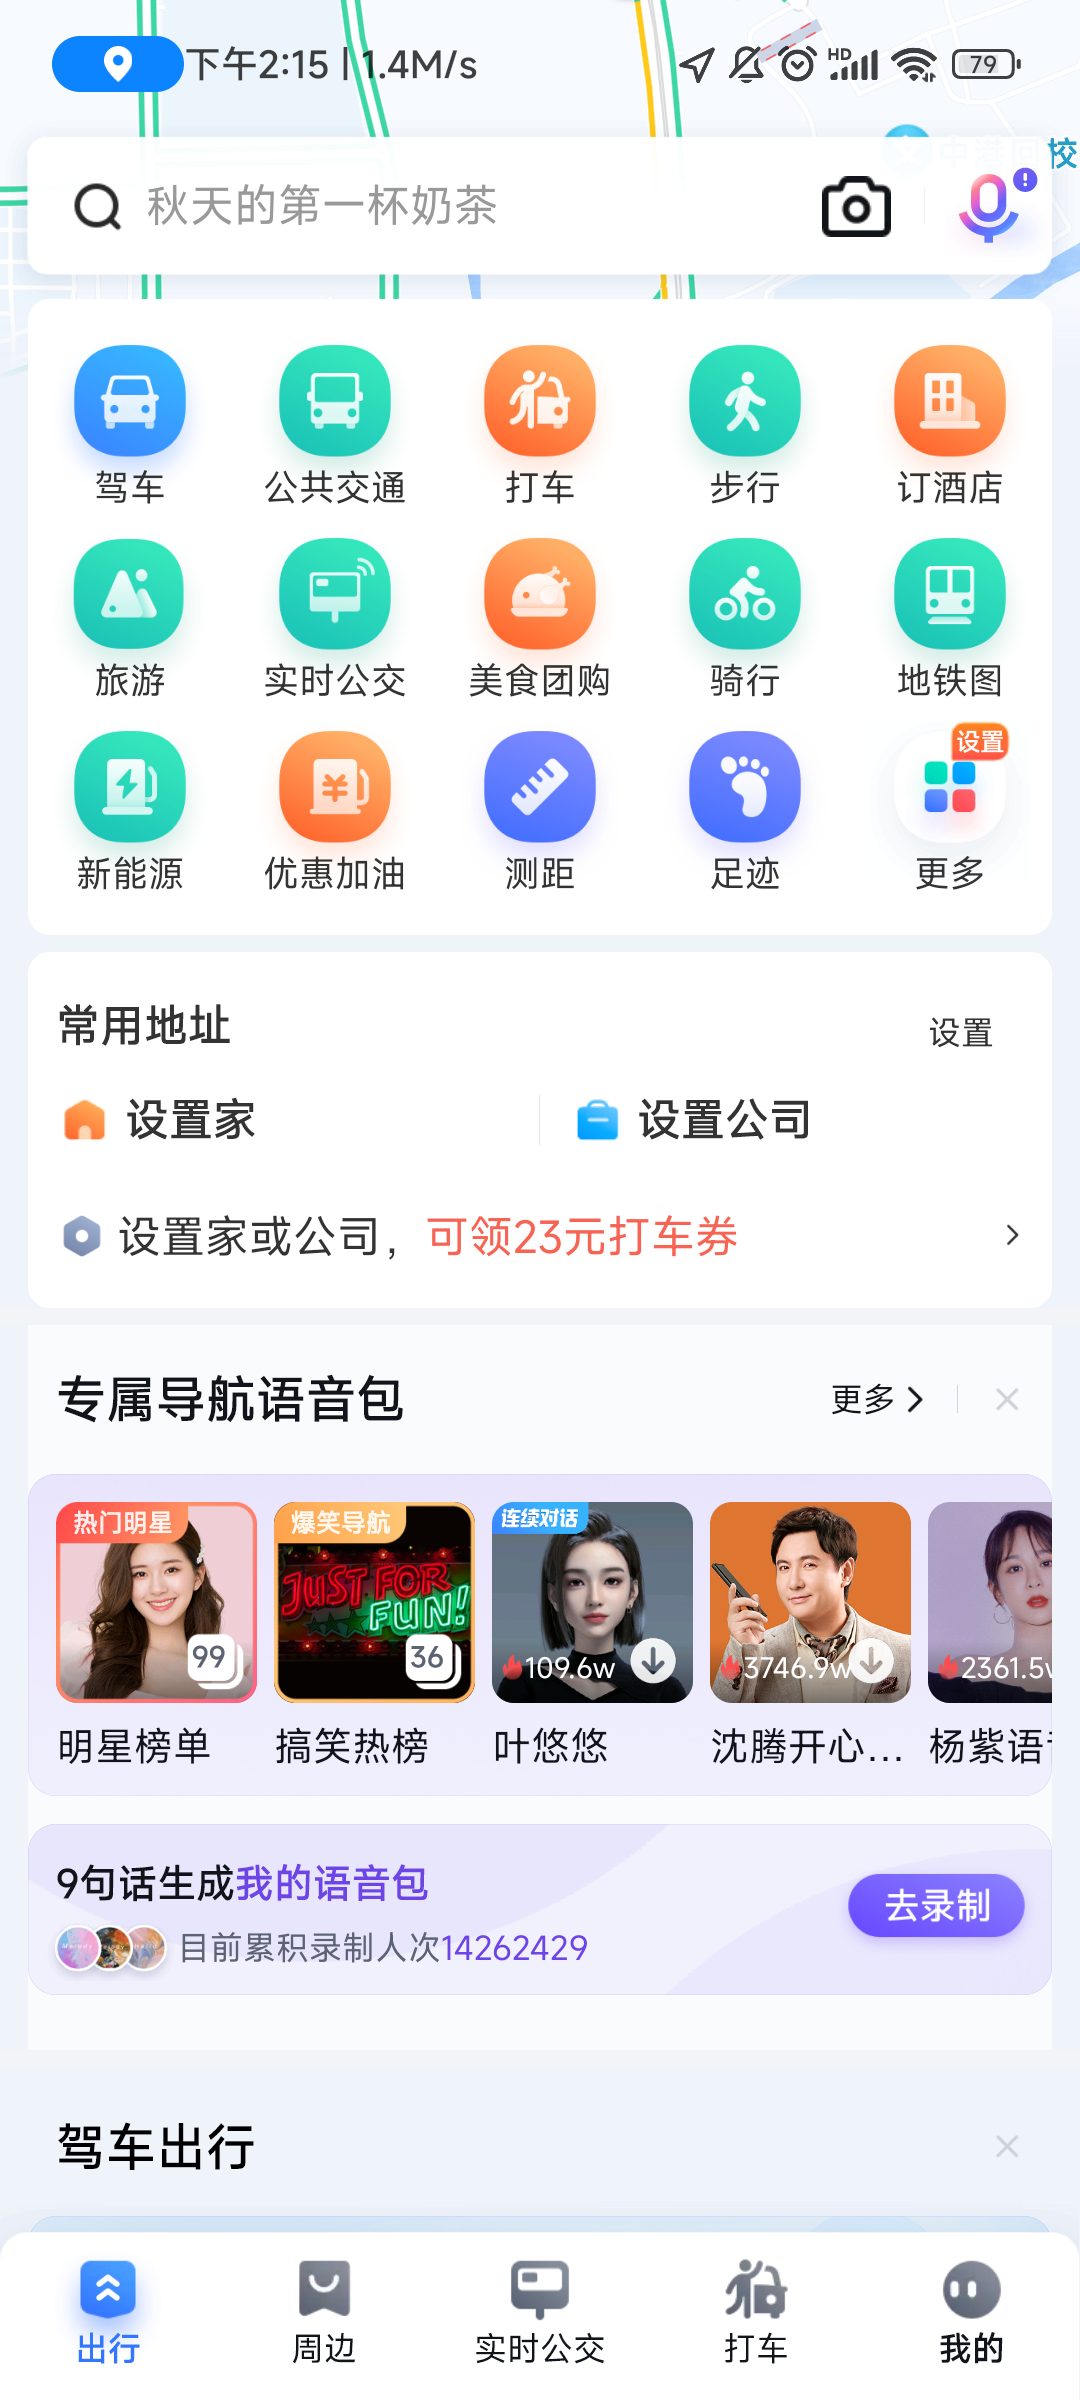 下午2:15 | 1.4M/s
HD
79
校
秋天的第一杯奶茶
驾车
公共交通
打车
步行
订酒店
旅游
实时公交
美食团购
骑行
地铁图
设置
新能源
优惠加油
测距
足迹
更多
常用地址
设置
设置家
设置公司
设置家或公司，可领23元打车券
专属导航语音包
更多
热门明星
爆笑导航
连续对话
JUST FOR
FUN!
99
36
109.6w
3746.9w
2361.5
明星榜单
搞笑热榜
叶悠悠
沈腾开心...
杨紫语
9句话生成我的语音包
目前累积录制人次14262429
去录制
驾车出行
出行
周边
实时公交
打车
我的